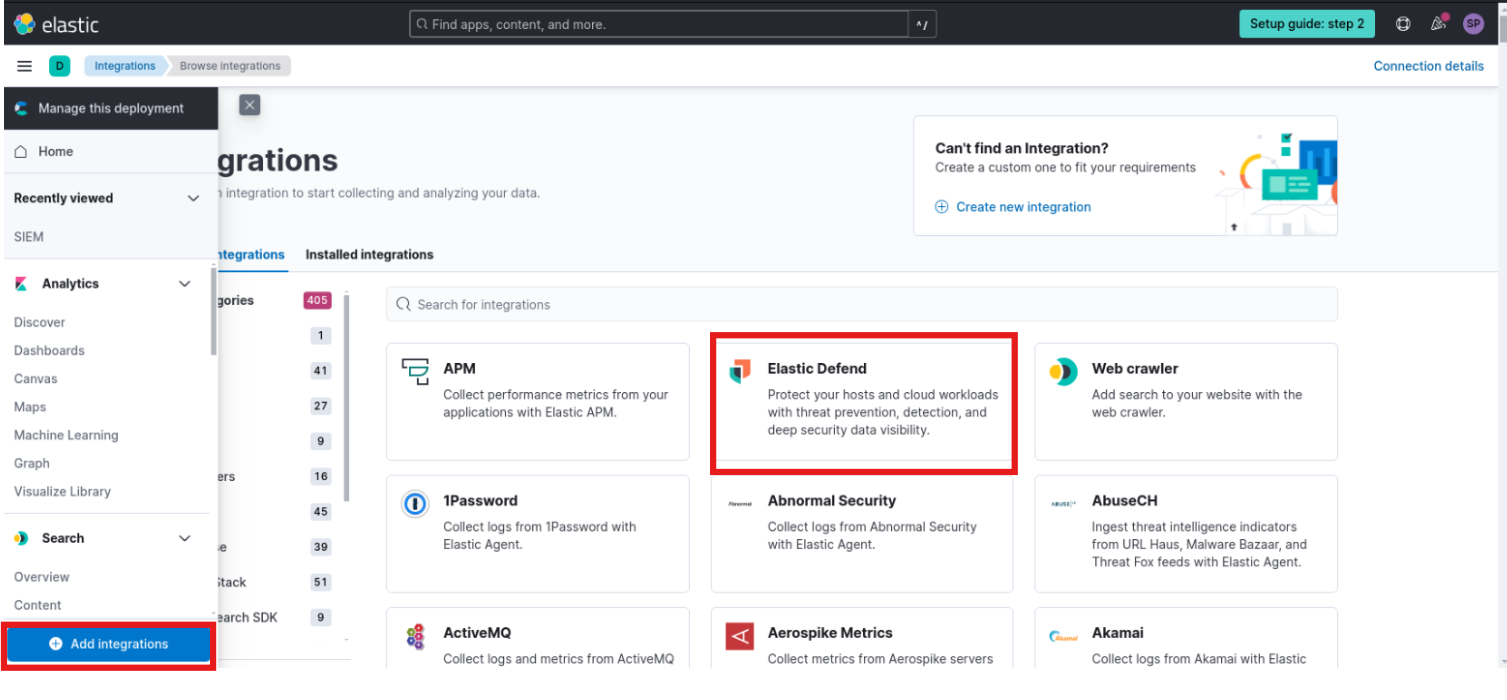 elastic
Find apps, content, and more.
^/
Setup guide: step 2
SP
D
Integrations
Browse integrations
Connection details
Manage this deployment
Home
Recently viewed
SIEM
Analytics
Discover
Dashboards
Canvas
Maps
Machine Learning
Graph
Visualize Library
Search
Overview
Content
Add integrations
grations
integration to start collecting and analyzing your data.
Can't find an Integration?
Create a custom one to fit your requirements
Create new integration
ntegrations
Installed integrations
gories 405
1
41
27
9
ers 16
45
se 39
Stack 51
earch SDK 9
Search for integrations
APM
Collect performance metrics from your
applications with Elastic APM.
Elastic Defend
Protect your hosts and cloud workloads
with threat prevention, detection, and
deep security data visibility.
Web crawler
Add search to your website with the
web crawler.
1Password
Collect logs from 1Password with
Elastic Agent.
Abnormal
Abnormal Security
Collect logs from Abnormal Security
with Elastic Agent.
AbuseCH
Ingest threat intelligence indicators
from URL Haus, Malware Bazaar, and
Threat Fox feeds with Elastic Agent.
ActiveMQ
Collect logs and metrics from ActiveMQ
Aerospike Metrics
Collect metrics from Aerospike servers
Akamai
Akamai
Collect logs from Akamai with Elastic